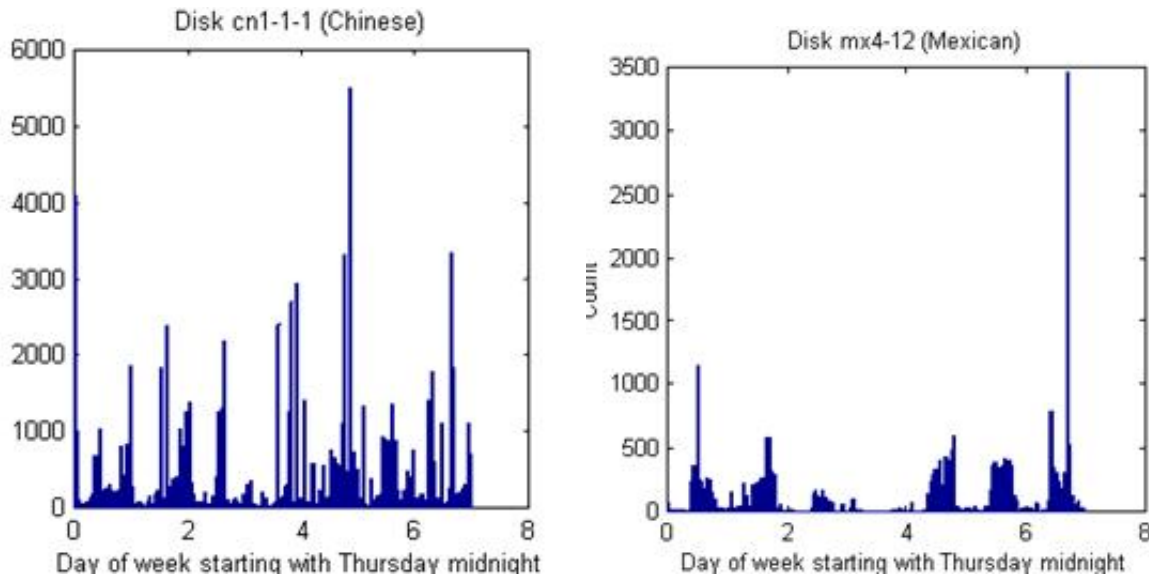 Disk cn1-1-1 (Chinese)
6000
5000
4000
3000
2000
1000
0
0 2 4 6 8
Day of week starting with Thursday midnight
Disk mx4-12 (Mexican)
3500
3000
2500
2000
1500
1000
500
0
Count
0 2 4 6 8
Day of week starting with Thursday midnight